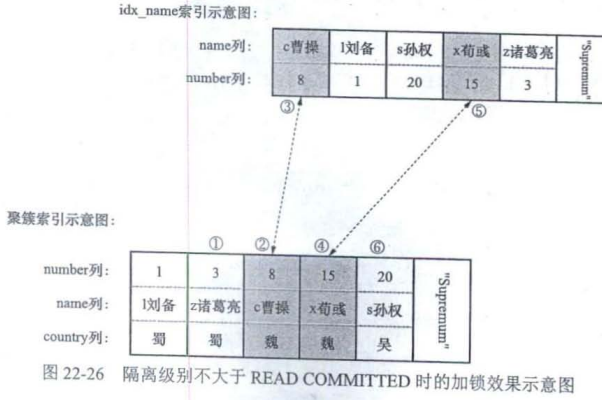 idx_name索引示意图：
name列： c曹操 l刘备 s孙权 x荀彧 z诸葛亮 "Supremum"
number列： 8 1 20 15 3
③ ⑤
聚簇索引示意图：
① ② ④ ⑥
number列： 1 3 8 15 20 "Supremum"
name列： l刘备 z诸葛亮 c曹操 x荀彧 s孙权
country列： 蜀 蜀 魏 魏 吴
图 22-26 隔离级别不大于 READ COMMITTED 时的加锁效果示意图